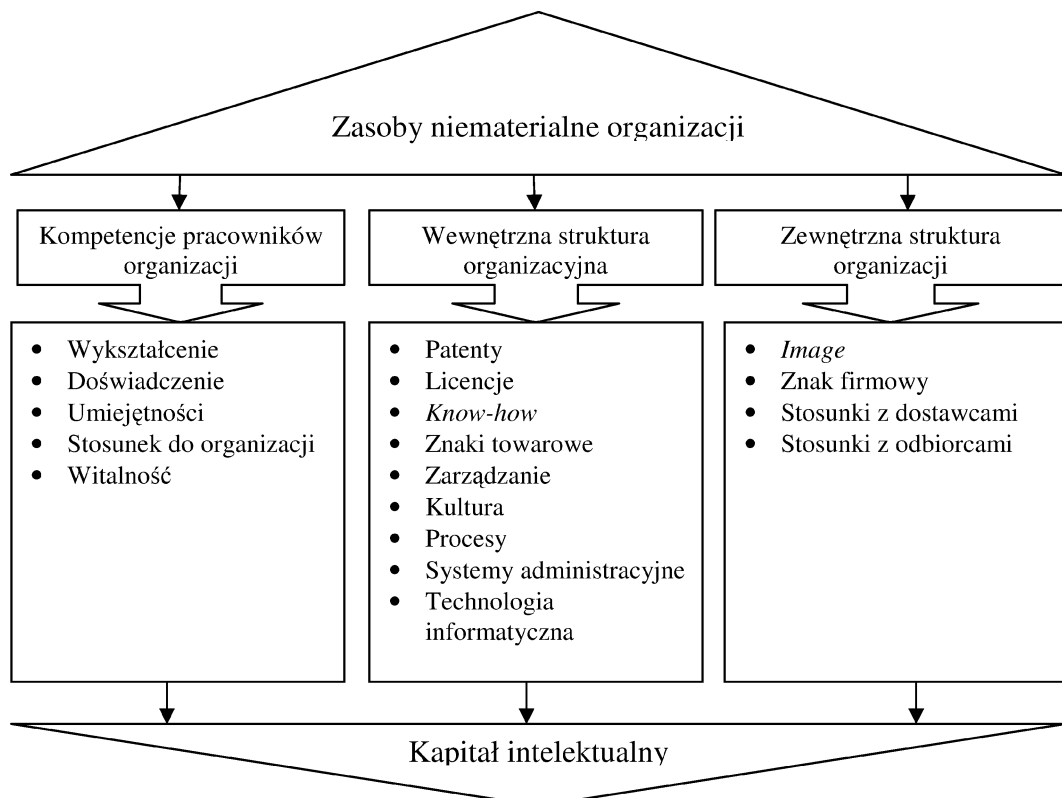 Zasoby niematerialne organizacji
Kompetencje pracowników
organizacji
• Wykształcenie
• Doświadczenie
• Umiejętności
• Stosunek do organizacji
• Witalność
Wewnętrzna struktura
organizacyjna
• Patenty
• Licencje
• Know-how
• Znaki towarowe
• Zarządzanie
• Kultura
• Procesy
• Systemy administracyjne
• Technologia
informatyczna
Zewnętrzna struktura
organizacji
• Image
• Znak firmowy
• Stosunki z dostawcami
• Stosunki z odbiorcami
Kapitał intelektualny